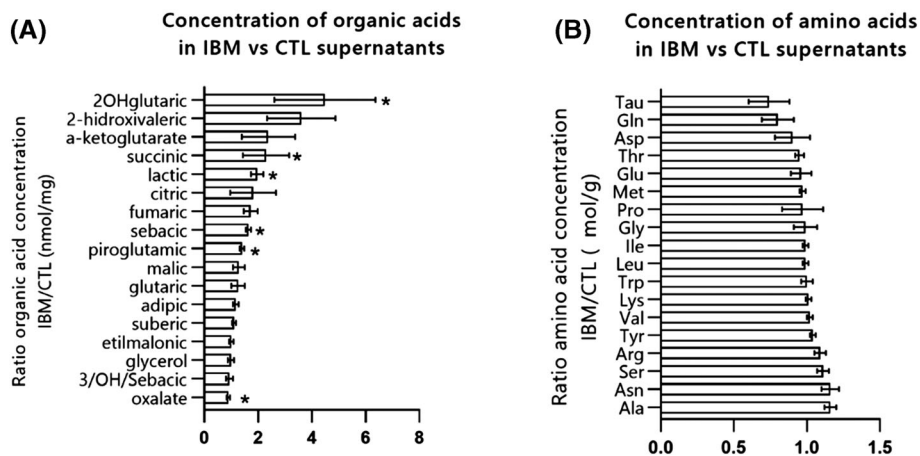 (A)
Concentration of organic acids
in IBM vs CTL supernatants
Ratio organic acid concentration
IBM/CTL (nmol/mg)
2OHglutaric
*
2-hidroxivaleric
a-ketoglutarate
succinic
*
lactic
*
citric
fumaric
sebacic
*
piroglutamic
*
malic
glutaric
adipic
suberic
etilmalonic
glycerol
3/OH/Sebacic
oxalate
*
0 2 4 6 8
(B)
Concentration of amino acids
in IBM vs CTL supernatants
Ratio amino acid concentration
IBM/CTL ( mol/g)
Tau
Gln
Asp
Thr
Glu
Met
Pro
Gly
Ile
Leu
Trp
Lys
Val
Tyr
Arg
Ser
Asn
Ala
0.0 0.5 1.0 1.5